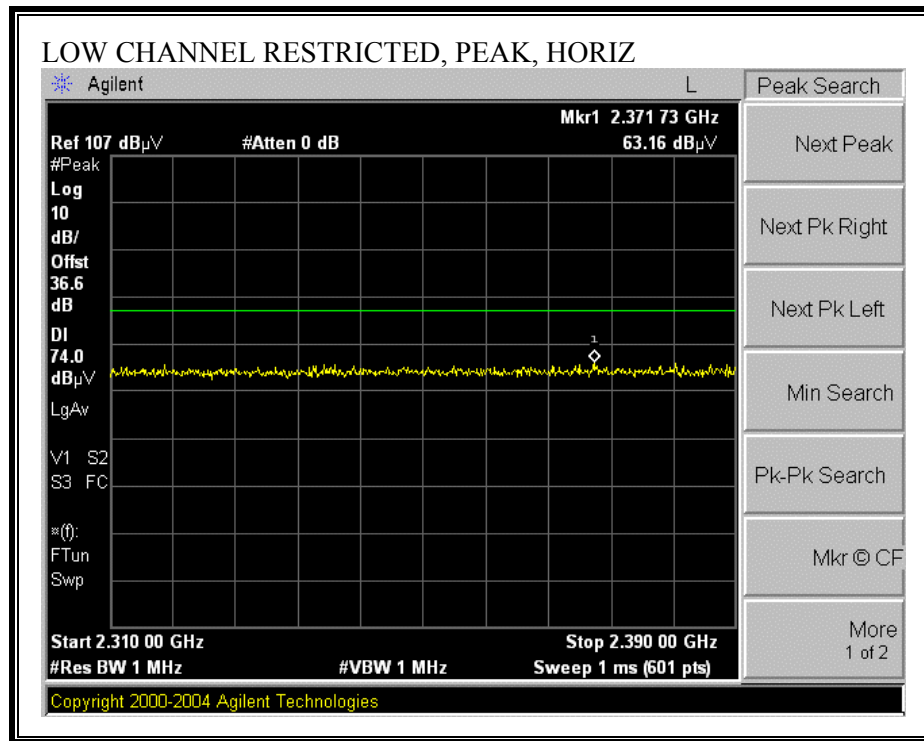 LOW CHANNEL RESTRICTED, PEAK, HORIZ
Agilent L Peak Search
Mkr1 2.371 73 GHz
Ref 107 dBµV #Atten 0 dB 63.16 dBµV
#Peak
Log
10
dB/
Offst
36.6
dB
DI
74.0
dBµV
LgAv
V1 S2
S3 FC
¤(f):
FTun
Swp
1
Start 2.310 00 GHz Stop 2.390 00 GHz
#Res BW 1 MHz #VBW 1 MHz Sweep 1 ms (601 pts)
Copyright 2000-2004 Agilent Technologies
Next Peak
Next Pk Right
Next Pk Left
Min Search
Pk-Pk Search
Mkr © CF
More
1 of 2